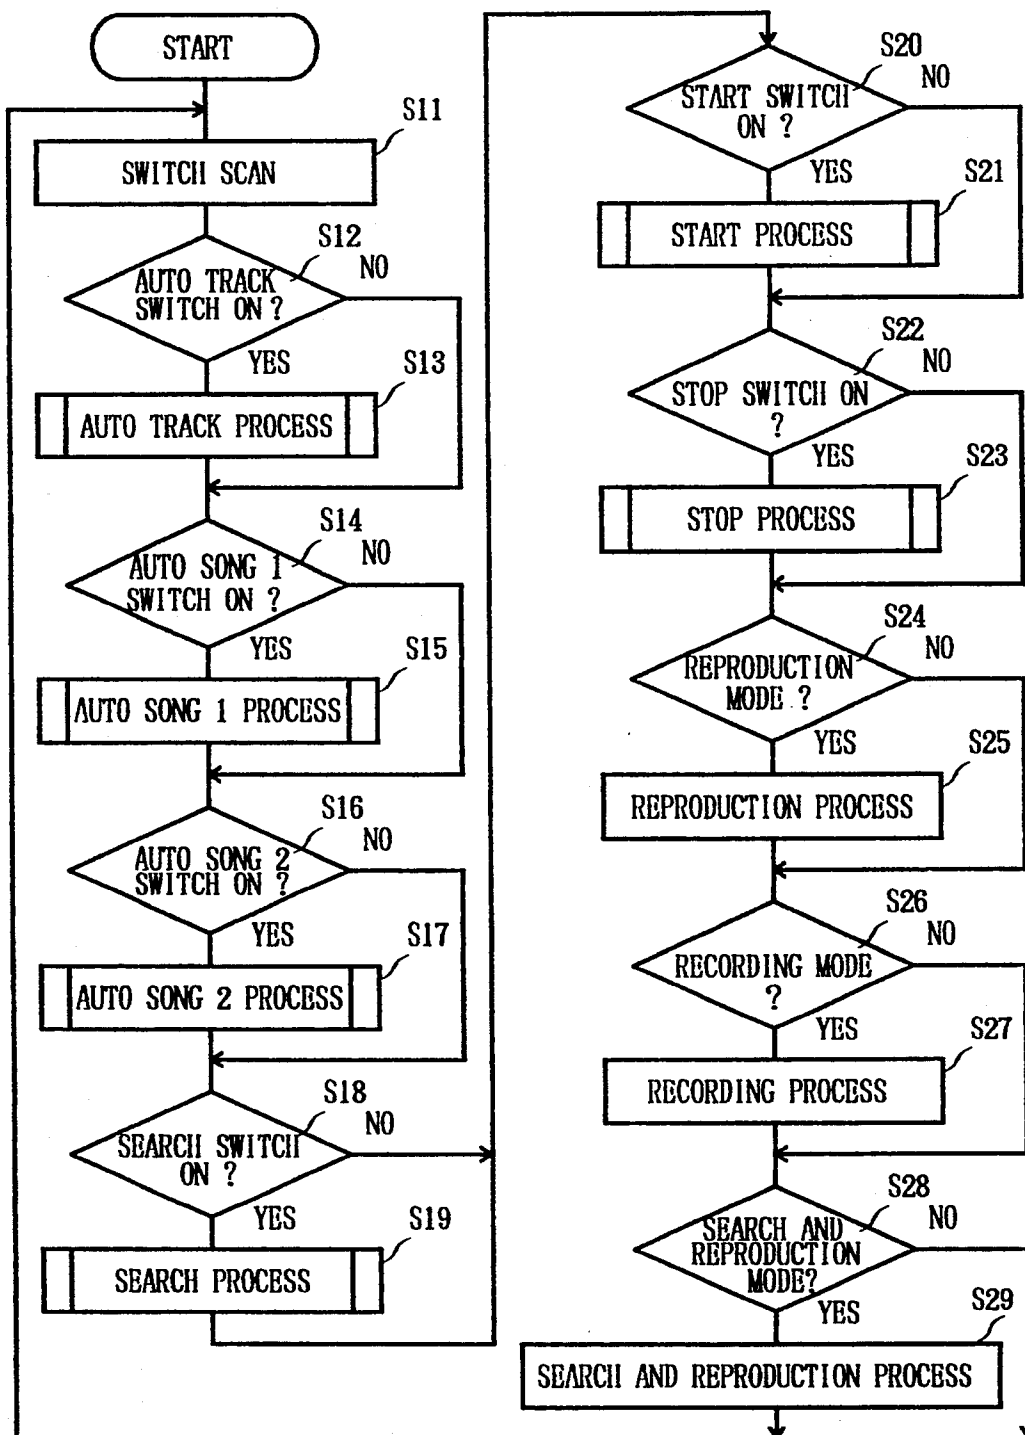 START
S11
SWITCH SCAN
S12
NO
AUTO TRACK
SWITCH ON ?
YES
S13
AUTO TRACK PROCESS
S14
NO
AUTO SONG 1
SWITCH ON ?
YES
S15
AUTO SONG 1 PROCESS
S16
NO
AUTO SONG 2
SWITCH ON ?
YES
S17
AUTO SONG 2 PROCESS
S18
NO
SEARCH SWITCH
ON ?
YES
S19
SEARCH PROCESS
S20
NO
START SWITCH
ON ?
YES
S21
START PROCESS
S22
NO
STOP SWITCH ON
?
YES
S23
STOP PROCESS
S24
NO
REPRODUCTION
MODE ?
YES
S25
REPRODUCTION PROCESS
S26
NO
RECORDING MODE
?
YES
S27
RECORDING PROCESS
S28
NO
SEARCH AND
REPRODUCTION
MODE?
YES
S29
SEARCH AND REPRODUCTION PROCESS